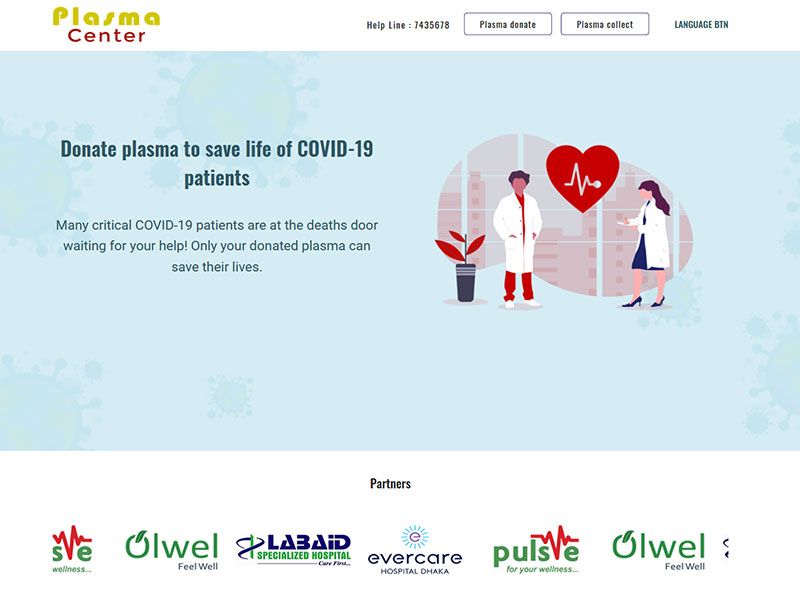 Plasma
Center
Help Line : 7435678
Plasma donate
Plasma collect
LANGUAGE BTN
Donate plasma to save life of COVID-19
patients
Many critical COVID-19 patients are at the deaths door
waiting for your help! Only your donated plasma can
save their lives.
Partners
se
wellness...
Olwel
Feel Well
LABAID
SPECIALIZED HOSPITAL
Care First...
e
evercare
HOSPITAL DHAKA
pulse
for your wellness...
Olwel
Feel Well